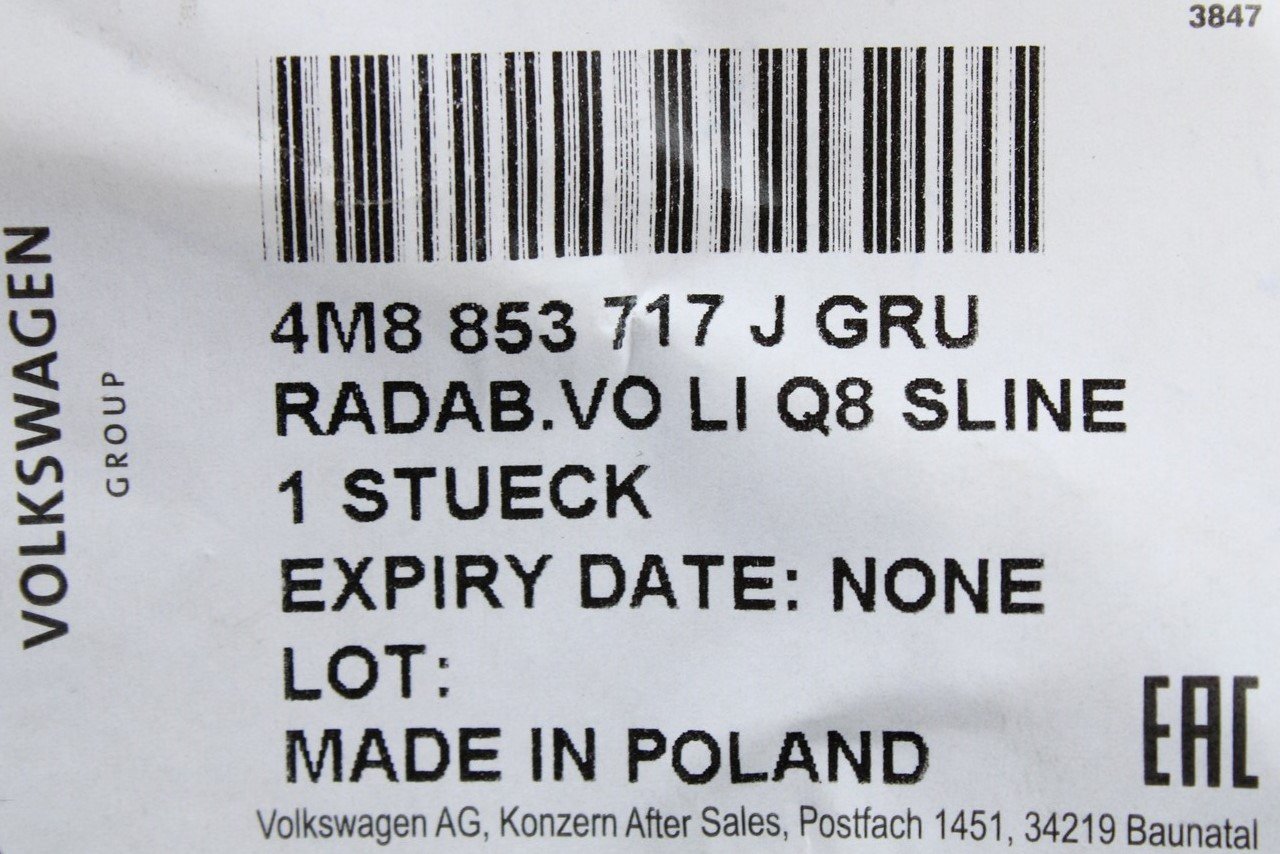 3847
VOLKSWAGEN
GROUP
4M8 853 717 J GRU
RADAB.VO LI Q8 SLINE
1 STUECK
EXPIRY DATE: NONE
LOT:
MADE IN POLAND
EAC
Volkswagen AG, Konzern After Sales, Postfach 1451, 34219 Baunatal